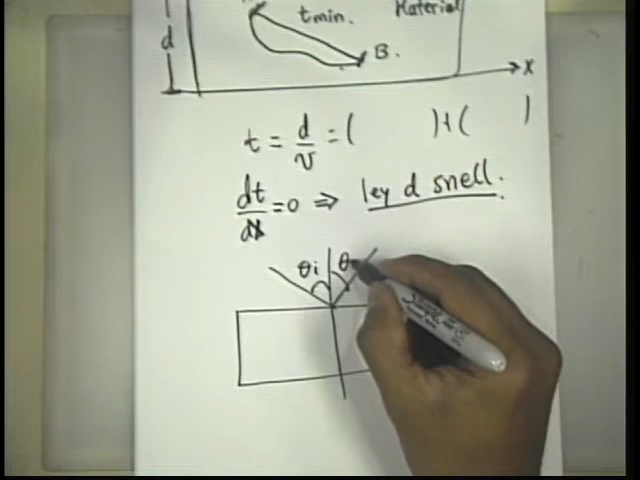 tmin.
Material
d
B.
x
t = d/v = ( ) + ( )
dt/dx = 0 ⇒ ley d snell.
θi θ